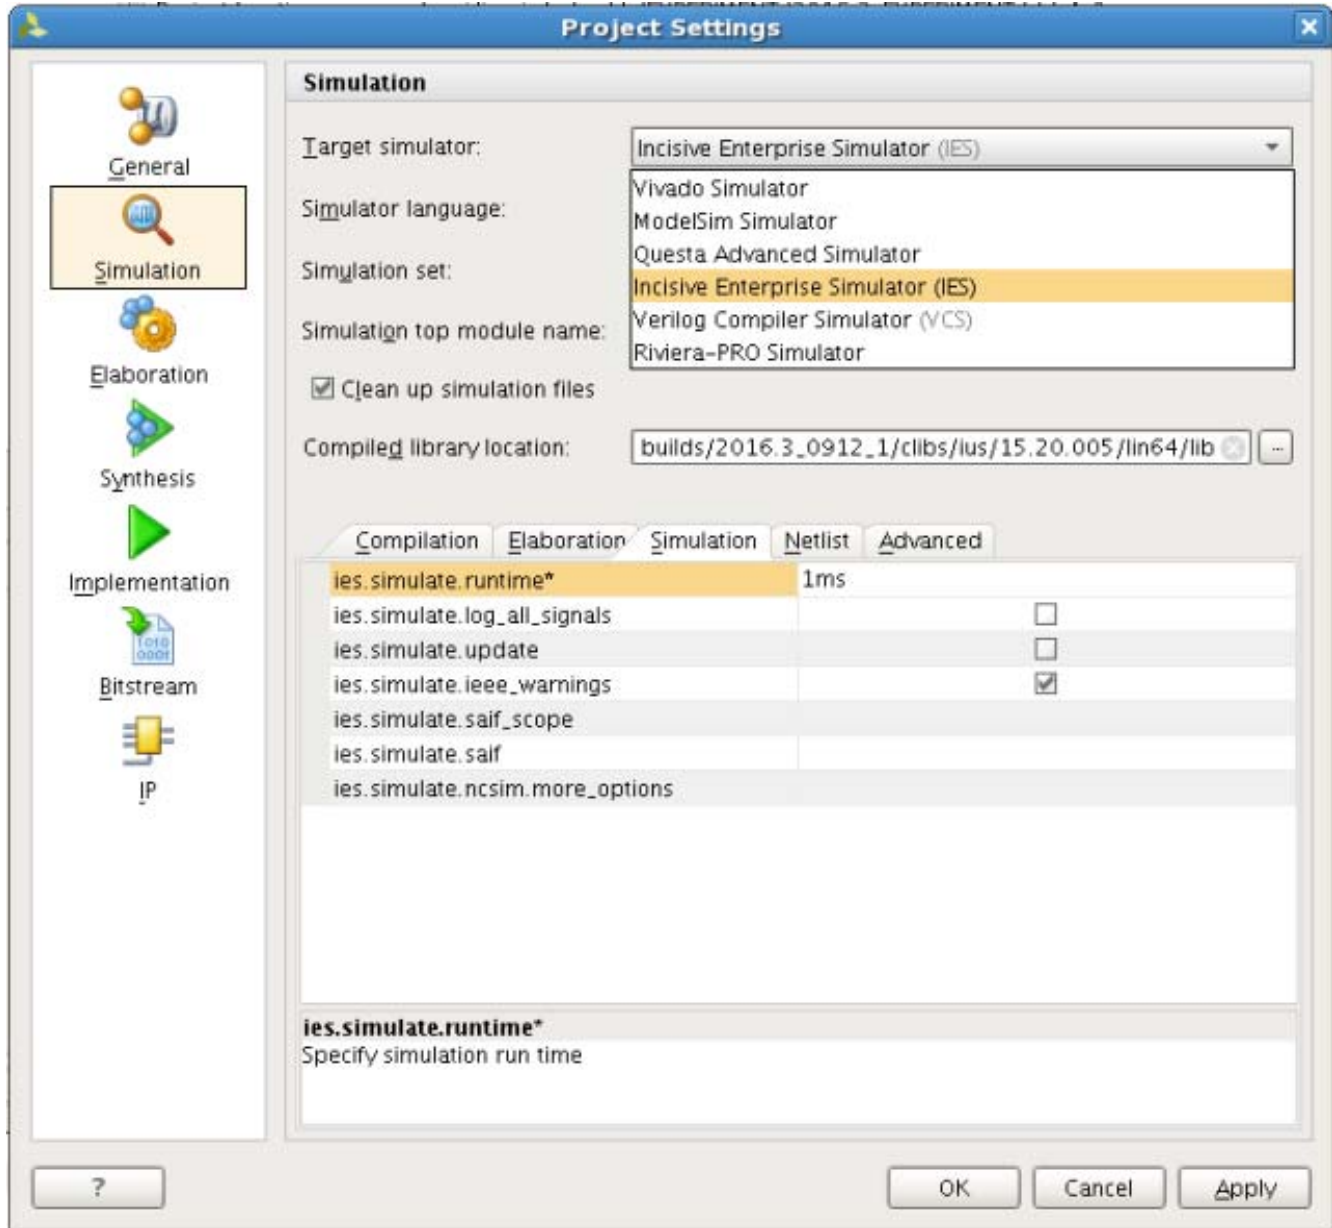 Project Settings
General
Simulation
Elaboration
Synthesis
Implementation
Bitstream
IP
Simulation
Target simulator: Incisive Enterprise Simulator (IES)
Vivado Simulator
Simulator language:
ModelSim Simulator
Questa Advanced Simulator
Simulation set:
Incisive Enterprise Simulator (IES)
Verilog Compiler Simulator (VCS)
Simulation top module name:
Riviera-PRO Simulator
Clean up simulation files
Compiled library location: builds/2016.3_0912_1/clibs/ius/15.20.005/lin64/lib ...
Compilation Elaboration Simulation Netlist Advanced
ies.simulate.runtime* 1ms
ies.simulate.log_all_signals
ies.simulate.update
ies.simulate.ieee_warnings
ies.simulate.saif_scope
ies.simulate.saif
ies.simulate.ncsim.more_options
ies.simulate.runtime*
Specify simulation run time
? OK Cancel Apply